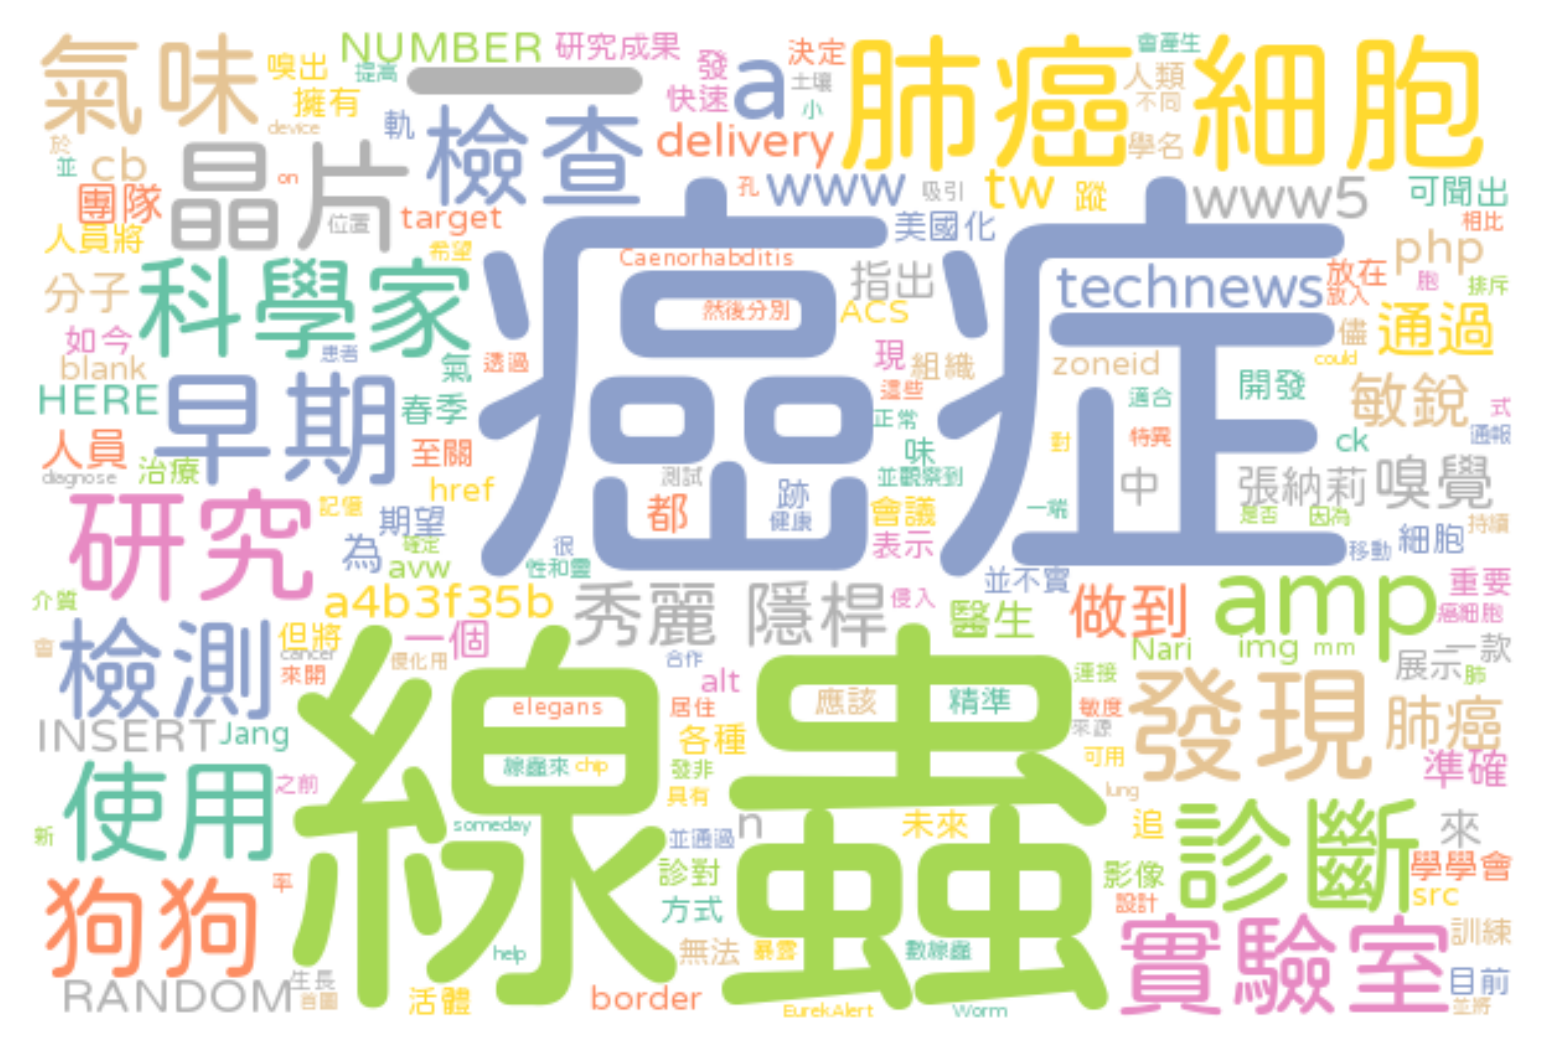 氣味
嗅出
提高
NUMBER
研究成果
發
a
決定
會產生
肺癌細胞
擁有
一
快速
土壤
小
人類
不同
device
軌
檢查
delivery
學名
於
並
cb
晶片
on
孔
www
吸引
tw
蹤
www5
可聞出
團隊
位置
target
美國化
相比
人員將
希望
Caenorhabditis
php
分子
科學家
癌症
指出
technews
放在
胞
排斥
然後分別
ACS
放入
通過
如今
患者
氣
透過
現
組織
zoneid
儘
could
blank
這些
HERE
早期
春季
正常
適合
開發
敏銳
式
人員
至關
味
對
特異
ck
通報
diagnose
治療
href
測試
並觀察到
中
張納莉
嗅覺
研究
記憶
期望
都
跡
健康
會議
一端
是否
因為
持續
為
確定
很
表示
移動
細胞
avw
性和靈
並不實
介質
a4b3f35b
秀麗隱桿
侵入
醫生
做到
amp
重要
癌細胞
會
檢測
但將
一個
cancer
優化用
合作
Nari
img
mm
一款
展示
肺
來開
alt
連接
elegans
居住
應該
精準
敏度
發現
肺癌
INSERT
Jang
各種
來源
線蟲
線蟲來
chip
發非
可用
準確
使用
之前
具有
lung
新
someday
並通過
n
未來
追
診斷
來
診對
影像
學學會
狗狗
率
方式
設計
src
help
無法
暴露
數線蟲
實驗室
訓練
RANDOM
生長
首圖
活體
border
EurekAlert
Worm
目前
並將